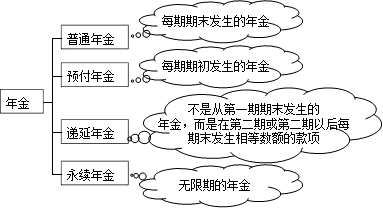 每期期末发生的年金
普通年金
每期期初发生的年金
预付年金
年金
不是从第一期期末发生的
年金，而是在第二期或第二期以后每
期末发生相等数额的款项
递延年金
永续年金
无限期的年金